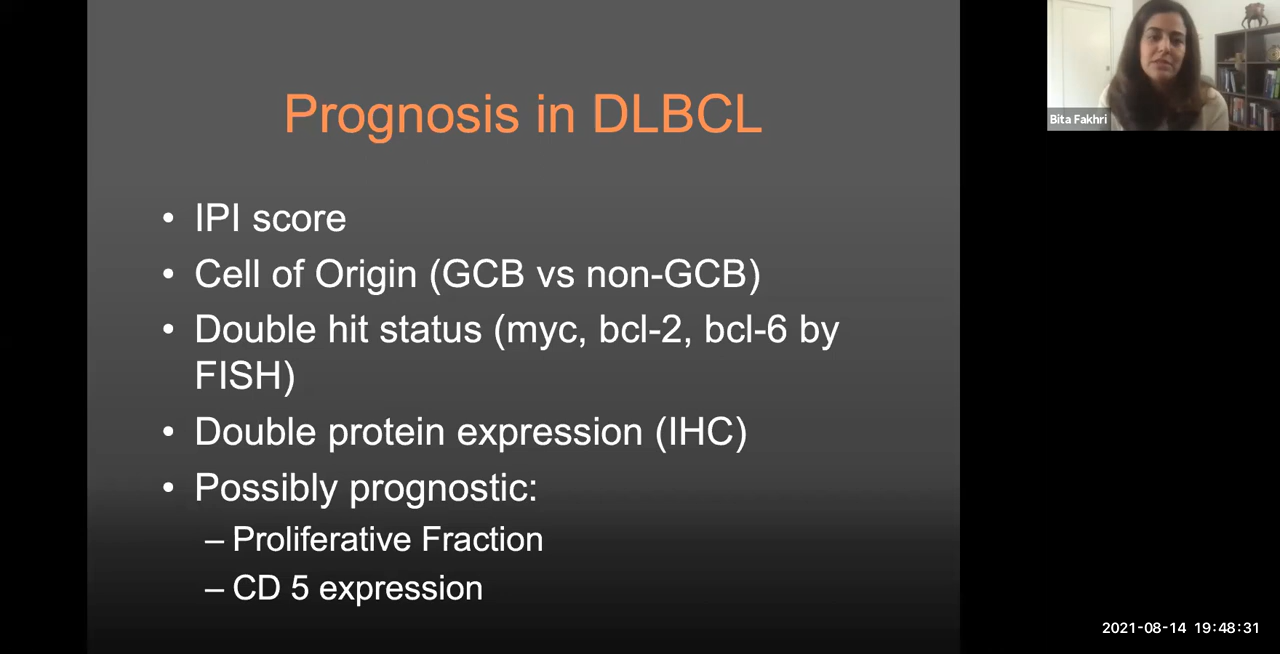 Prognosis in DLBCL
• IPI score
• Cell of Origin (GCB vs non-GCB)
• Double hit status (myc, bcl-2, bcl-6 by
FISH)
• Double protein expression (IHC)
• Possibly prognostic:
– Proliferative Fraction
– CD 5 expression
Bita Fakhri
2021-08-14 19:48:31